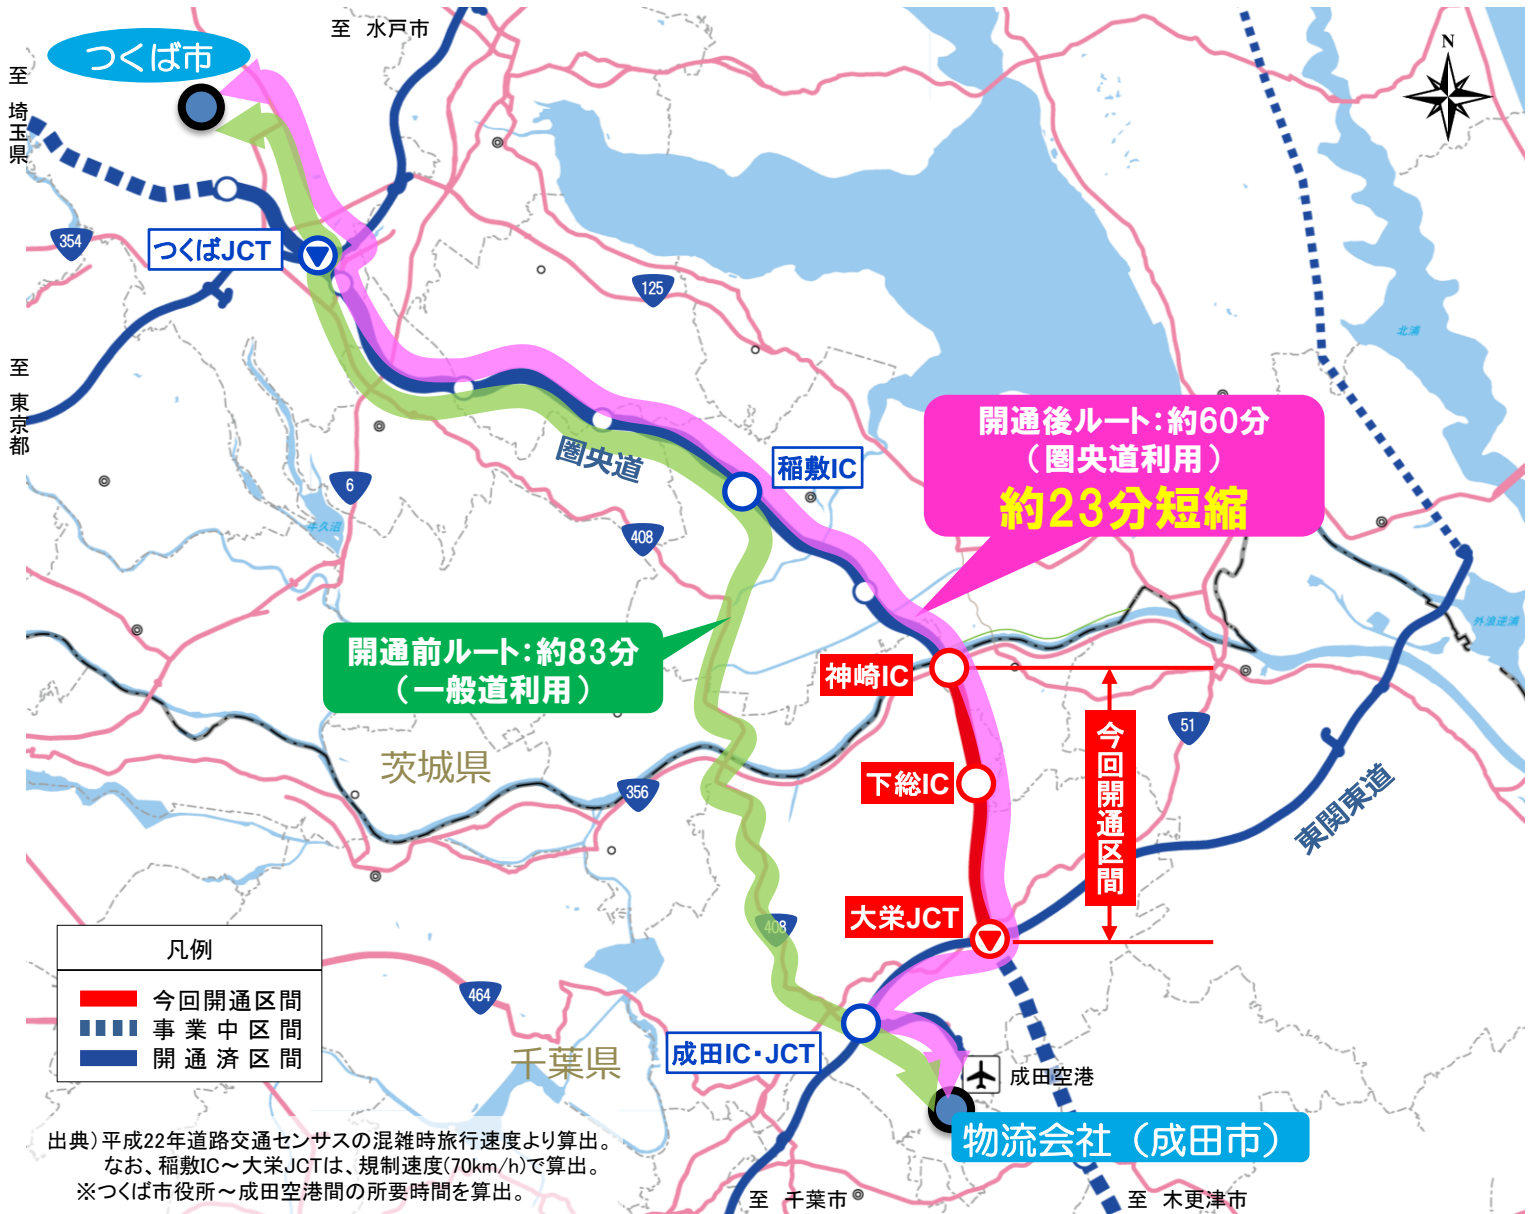 至 水戸市
つくば市
至 埼玉県
N
354
つくばJCT
125
北浦
至 東京都
開通後ルート：約60分
（圏央道利用）
約23分短縮
圏央道
稲敷IC
6
牛久沼
408
外浪逆浦
開通前ルート：約83分
（一般道利用）
神崎IC
51
今回開通区間
茨城県
下総IC
356
東関東道
大栄JCT
408
凡例
今回開通区間
事業中区間
開通済区間
464
成田IC・JCT
千葉県
成田空港
物流会社（成田市）
出典）平成22年道路交通センサスの混雑時旅行速度より算出。
なお、稲敷IC～大栄JCTは、規制速度(70km/h)で算出。
※つくば市役所～成田空港間の所要時間を算出。
至 千葉市
至 木更津市